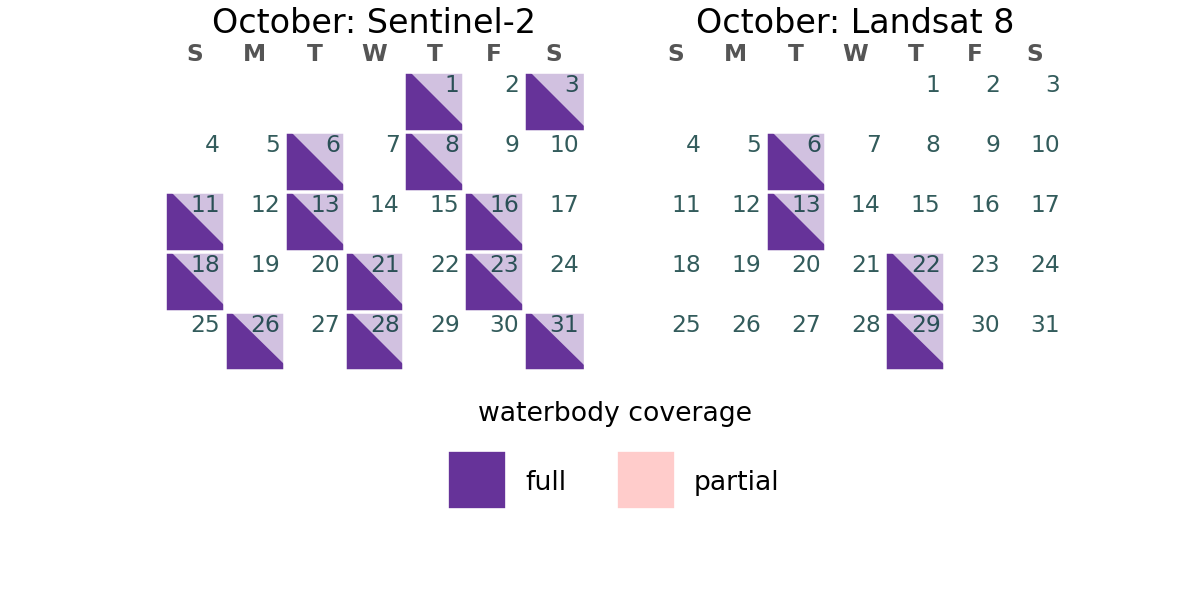 October: Sentinel-2
S M T W T F S
1 2 3
4 5 6 7 8 9 10
11 12 13 14 15 16 17
18 19 20 21 22 23 24
25 26 27 28 29 30 31
October: Landsat 8
S M T W T F S
1 2 3
4 5 6 7 8 9 10
11 12 13 14 15 16 17
18 19 20 21 22 23 24
25 26 27 28 29 30 31
waterbody coverage
full partial